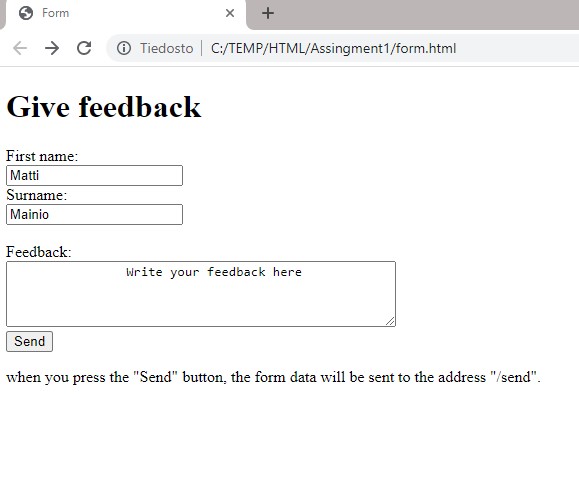 Form
Tiedosto | C:/TEMP/HTML/Assingment1/form.html
Give feedback
First name:
Matti
Surname:
Mainio
Feedback:
Write your feedback here
Send
when you press the "Send" button, the form data will be sent to the address "/send".